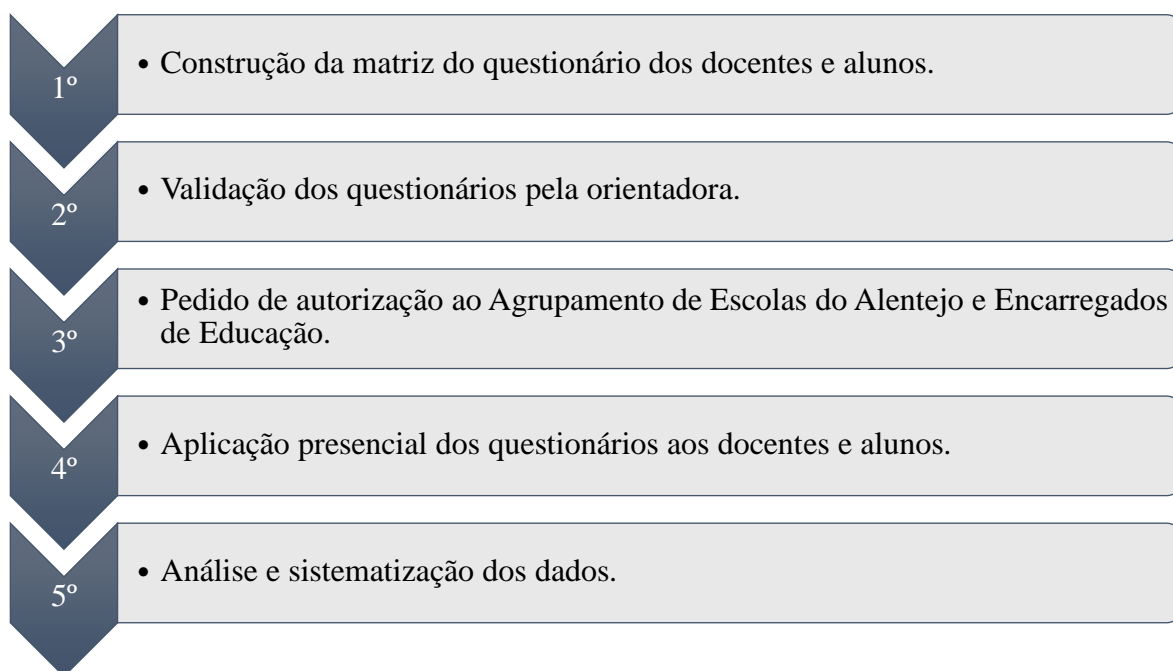 1º
• Construção da matriz do questionário dos docentes e alunos.
2º
• Validação dos questionários pela orientadora.
3º
• Pedido de autorização ao Agrupamento de Escolas do Alentejo e Encarregados
de Educação.
4º
• Aplicação presencial dos questionários aos docentes e alunos.
5º
• Análise e sistematização dos dados.